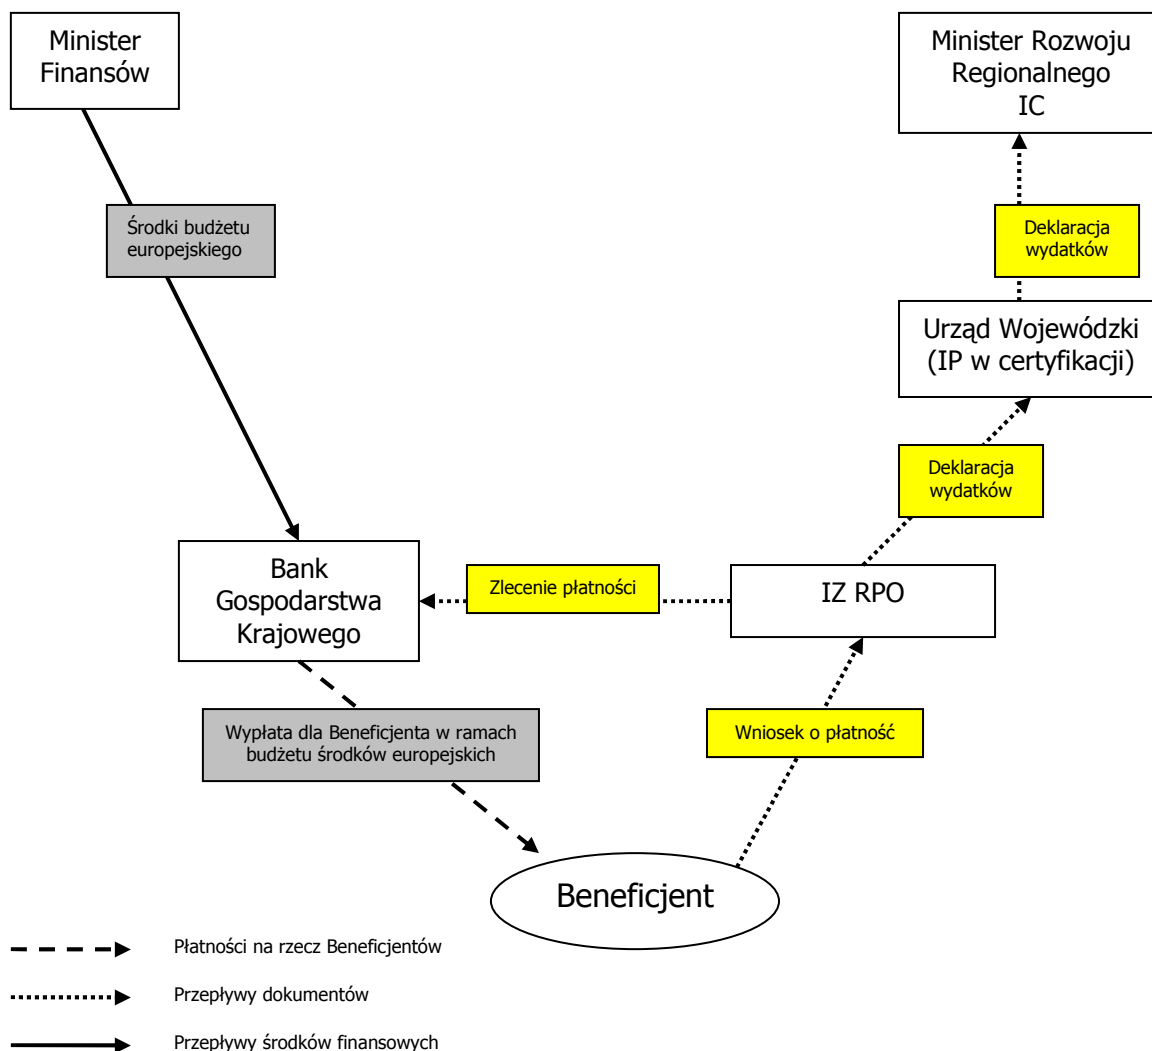 Minister
Finansów
Minister Rozwoju
Regionalnego
IC
Środki budżetu
europejskiego
Deklaracja
wydatków
Urząd Wojewódzki
(IP w certyfikacji)
Deklaracja
wydatków
Bank
Gospodarstwa
Krajowego
Zlecenie płatności
IZ RPO
Wypłata dla Beneficjenta w ramach
budżetu środków europejskich
Wniosek o płatność
Beneficjent
Płatności na rzecz Beneficjentów
Przepływy dokumentów
Przepływy środków finansowych